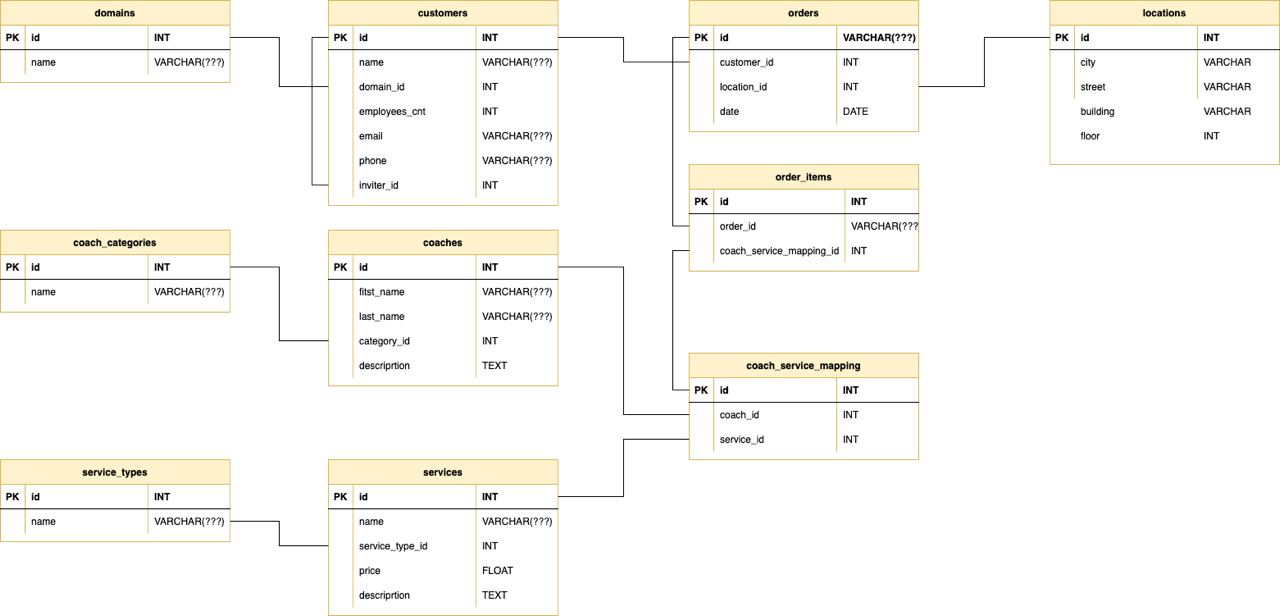 domains
PK id INT
name VARCHAR(???)
customers
PK id INT
name VARCHAR(???)
domain_id INT
employees_cnt INT
email VARCHAR(???)
phone VARCHAR(???)
inviter_id INT
orders
PK id VARCHAR(???)
customer_id INT
location_id INT
date DATE
locations
PK id INT
city VARCHAR
street VARCHAR
building VARCHAR
floor INT
order_items
PK id INT
order_id VARCHAR(???
coach_service_mapping_id INT
coach_categories
PK id INT
name VARCHAR(???)
coaches
PK id INT
fitst_name VARCHAR(???)
last_name VARCHAR(???)
category_id INT
descriprtion TEXT
coach_service_mapping
PK id INT
coach_id INT
service_id INT
service_types
PK id INT
name VARCHAR(???)
services
PK id INT
name VARCHAR(???)
service_type_id INT
price FLOAT
descriprtion TEXT